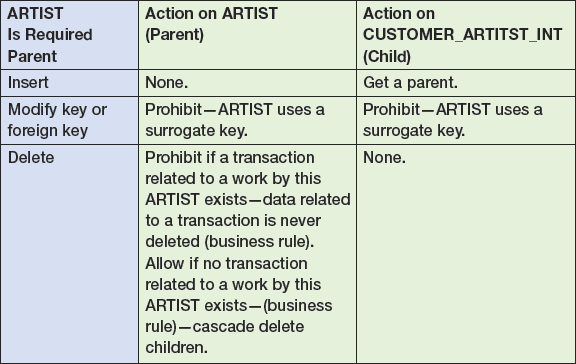 ARTIST
Is Required
Parent
Action on ARTIST
(Parent)
Action on
CUSTOMER_ARTITST_INT
(Child)
Insert
None.
Get a parent.
Modify key or
foreign key
Prohibit—ARTIST uses a
surrogate key.
Prohibit—ARTIST uses a
surrogate key.
Delete
Prohibit if a transaction
related to a work by this
ARTIST exists—data related
to a transaction is never
deleted (business rule).
Allow if no transaction
related to a work by this
ARTIST exists—(business
rule)—cascade delete
children.
None.